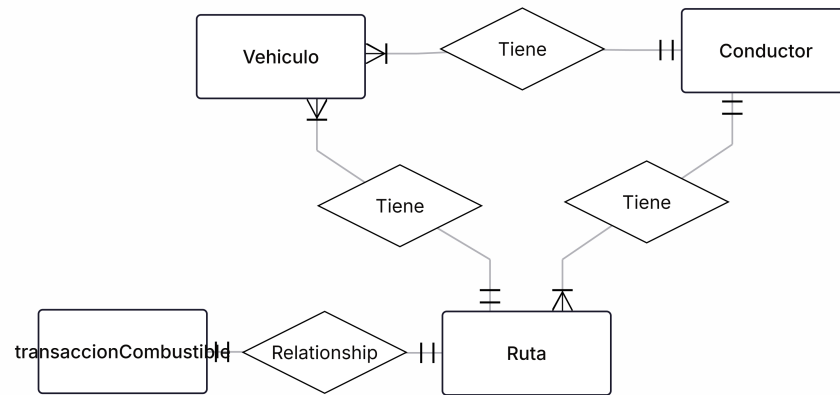 Tiene
Vehiculo
Conductor
Tiene
Tiene
transaccionCombustible
Relationship
Ruta